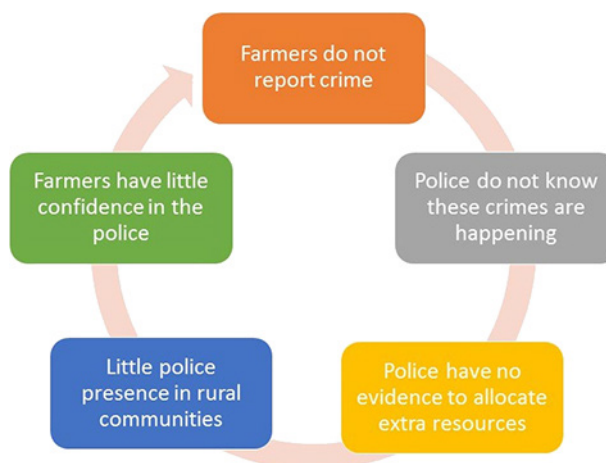 Farmers do not
report crime
Police do not know
these crimes are
happening
Police have no
evidence to allocate
extra resources
Little police
presence in rural
communities
Farmers have little
confidence in the
police